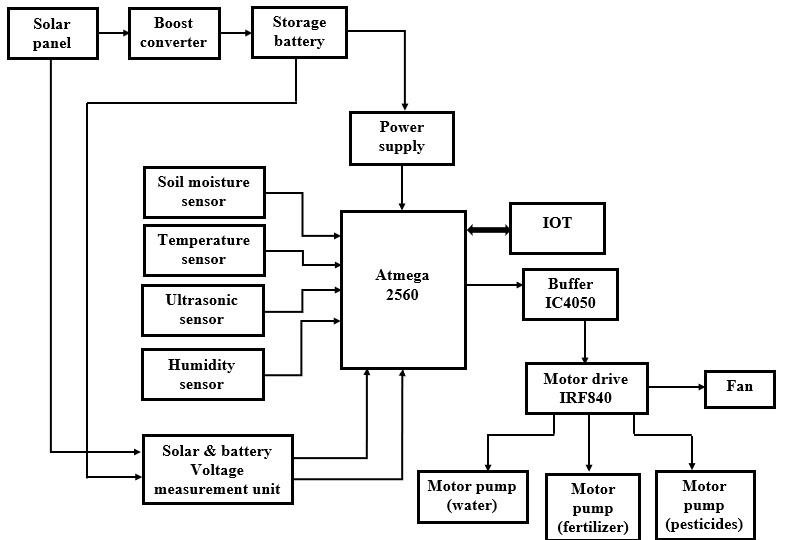 Solar
panel
Boost
converter
Storage
battery
Power
supply
Soil moisture
sensor
Temperature
sensor
Ultrasonic
sensor
Humidity
sensor
Atmega
2560
IOT
Buffer
IC4050
Motor drive
IRF840
Fan
Solar & battery
Voltage
measurement unit
Motor pump
(water)
Motor
pump
(fertilizer)
Motor
pump
(pesticides)